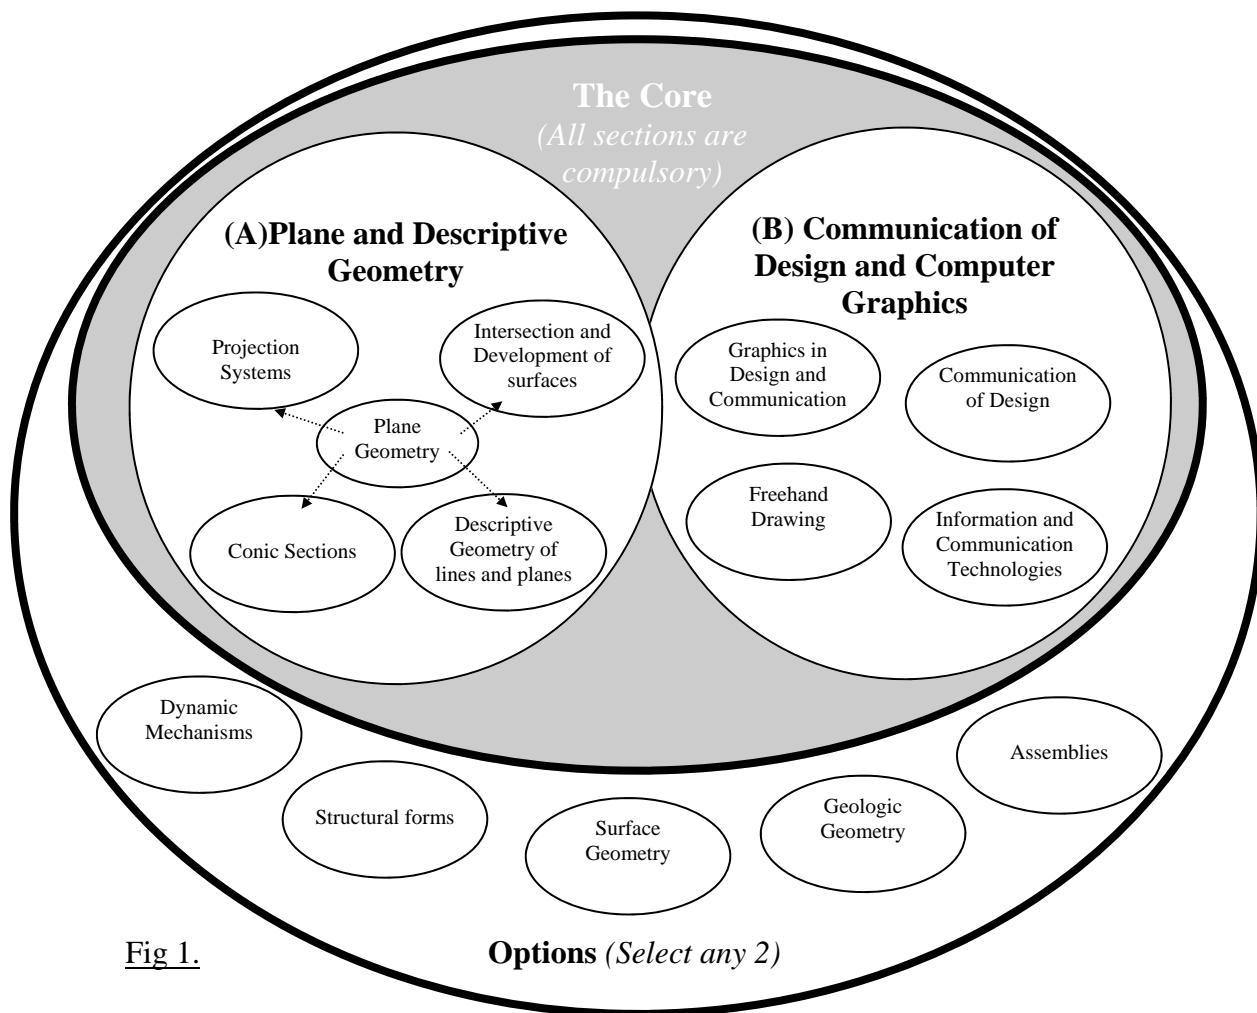 The Core
(All sections are
compulsory)
(A)Plane and Descriptive
Geometry
Projection
Systems
Intersection and
Development of
surfaces
Plane
Geometry
Conic Sections
Descriptive
Geometry of
lines and planes
(B) Communication of
Design and Computer
Graphics
Graphics in
Design and
Communication
Communication
of Design
Freehand
Drawing
Information and
Communication
Technologies
Dynamic
Mechanisms
Structural forms
Surface
Geometry
Geologic
Geometry
Assemblies
Fig 1.
Options (Select any 2)